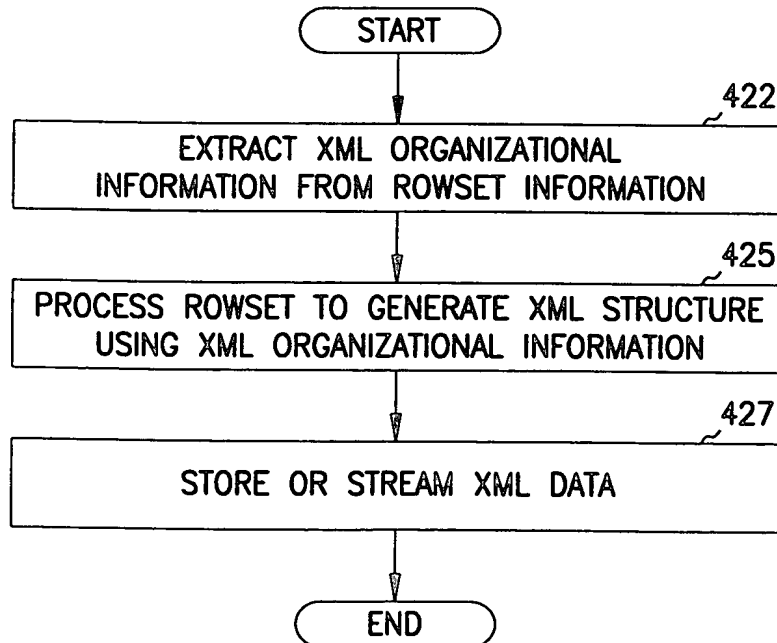 START
422
EXTRACT XML ORGANIZATIONAL
INFORMATION FROM ROWSET INFORMATION
425
PROCESS ROWSET TO GENERATE XML STRUCTURE
USING XML ORGANIZATIONAL INFORMATION
427
STORE OR STREAM XML DATA
END